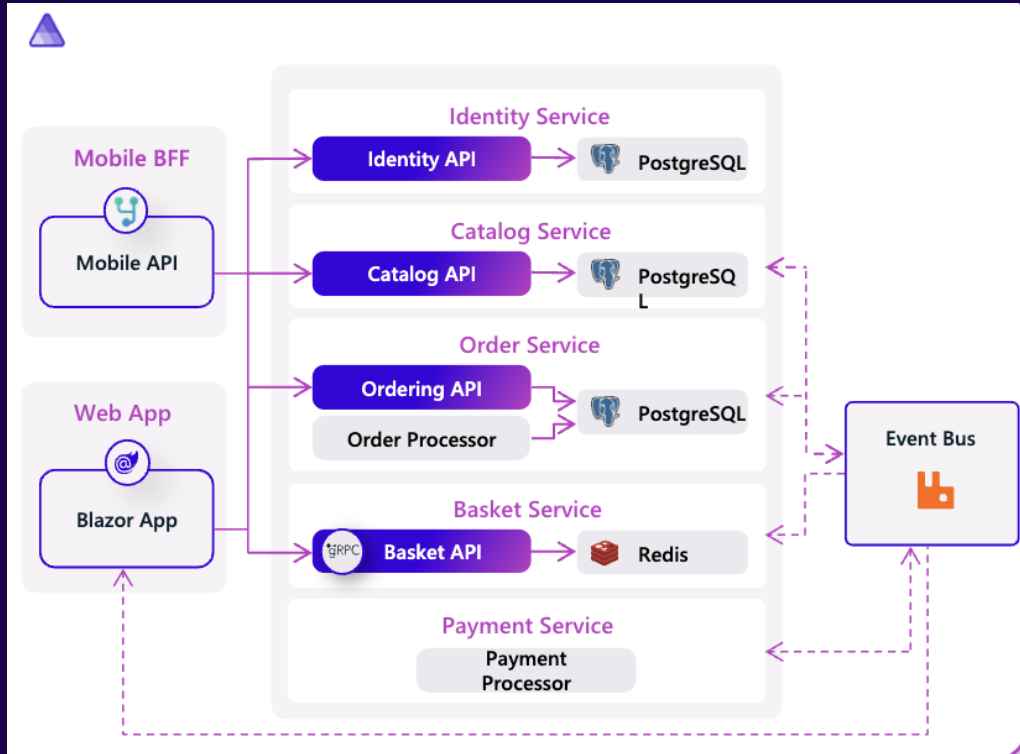 Identity Service
Identity API
PostgreSQL
Mobile BFF
Mobile API
Catalog Service
Catalog API
PostgreSQ
L
Order Service
Ordering API
Order Processor
PostgreSQL
Web App
Blazor App
Event Bus
Basket Service
gRPC
Basket API
Redis
Payment Service
Payment
Processor